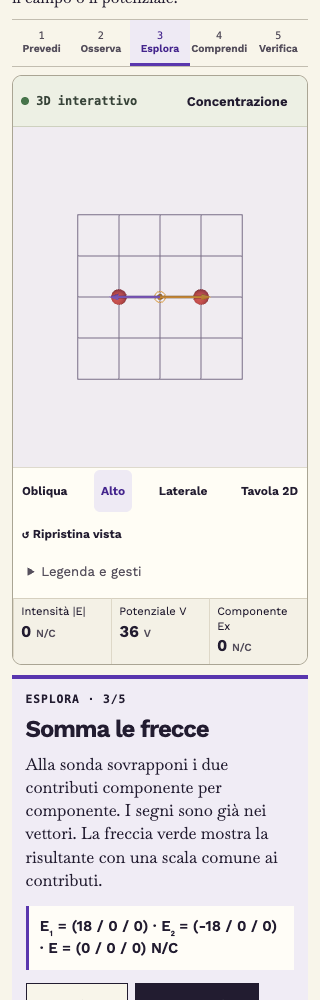 il campo o il potenziale.
1 2 3 4 5
Prevedi Osserva Esplora Comprendi Verifica
3D interattivo Concentrazione
Obliqua Alto Laterale Tavola 2D
↺ Ripristina vista
▶ Legenda e gesti
Intensità |E| Potenziale V Componente
Ex
0 N/C 36 V
0 N/C
ESPLORA · 3/5
Somma le frecce
Alla sonda sovrapponi i due
contributi componente per
componente. I segni sono già nei
vettori. La freccia verde mostra la
risultante con una scala comune ai
contributi.
E₁ = (18 / 0 / 0) · E₂ = (-18 / 0 / 0)
· E = (0 / 0 / 0) N/C